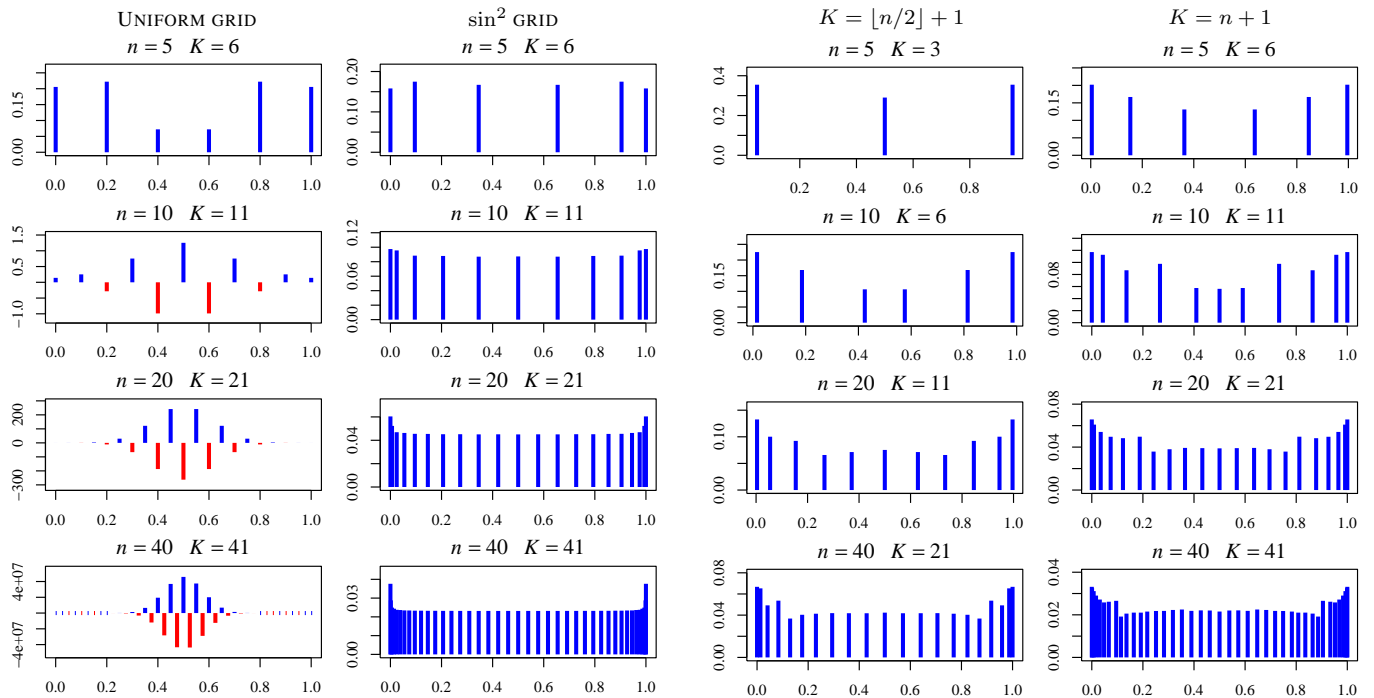 UNIFORM GRID
sin² GRID
K = ⌊n/2⌋ + 1
K = n + 1
n = 5 K = 6
n = 5 K = 6
n = 5 K = 3
n = 5 K = 6
0.00 0.15
0.0 0.2 0.4 0.6 0.8 1.0
0.00 0.10 0.20
0.0 0.2 0.4 0.6 0.8 1.0
0.0 0.2 0.4
0.2 0.4 0.6 0.8
0.00 0.15
0.0 0.2 0.4 0.6 0.8 1.0
n = 10 K = 11
n = 10 K = 11
n = 10 K = 6
n = 10 K = 11
−1.0 0.5 1.5
0.0 0.2 0.4 0.6 0.8 1.0
0.00 0.06 0.12
0.0 0.2 0.4 0.6 0.8 1.0
0.00 0.15
0.0 0.2 0.4 0.6 0.8 1.0
0.00 0.08
0.0 0.2 0.4 0.6 0.8 1.0
n = 20 K = 21
n = 20 K = 21
n = 20 K = 11
n = 20 K = 21
−300 0 200
0.0 0.2 0.4 0.6 0.8 1.0
0.00 0.04
0.0 0.2 0.4 0.6 0.8 1.0
0.00 0.10
0.0 0.2 0.4 0.6 0.8 1.0
0.00 0.04 0.08
0.0 0.2 0.4 0.6 0.8 1.0
n = 40 K = 41
n = 40 K = 41
n = 40 K = 21
n = 40 K = 41
−4e+07 4e+07
0.0 0.2 0.4 0.6 0.8 1.0
0.00 0.03
0.0 0.2 0.4 0.6 0.8 1.0
0.00 0.04 0.08
0.0 0.2 0.4 0.6 0.8 1.0
0.00 0.02 0.04
0.0 0.2 0.4 0.6 0.8 1.0